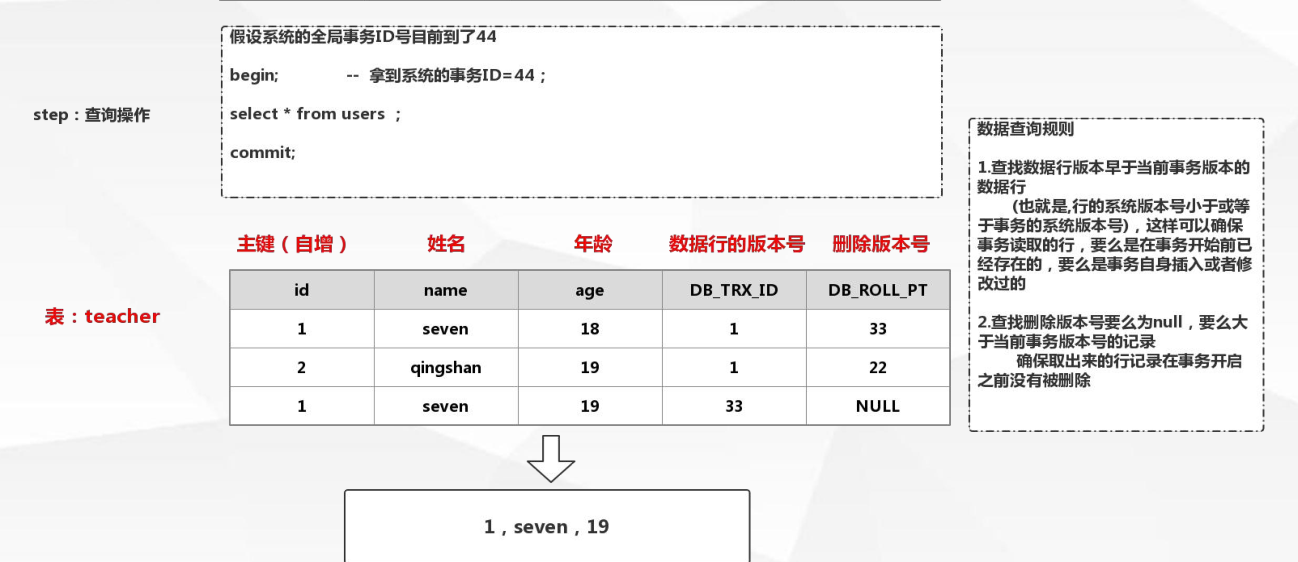 假设系统的全局事务ID号目前到了44
begin; -- 拿到系统的事务ID=44；
step：查询操作
select * from users ；
commit;
数据查询规则
1.查找数据行版本早于当前事务版本的
数据行
(也就是,行的系统版本号小于或等
于事务的系统版本号)，这样可以确保
事务读取的行，要么是在事务开始前已
经存在的，要么是事务自身插入或者修
改过的
2.查找删除版本号要么为null，要么大
于当前事务版本号的记录
确保取出来的行记录在事务开启
之前没有被删除
主键（自增） 姓名 年龄 数据行的版本号 删除版本号
表：teacher
id name age DB_TRX_ID DB_ROLL_PT
1 seven 18 1 33
2 qingshan 19 1 22
1 seven 19 33 NULL
1，seven，19